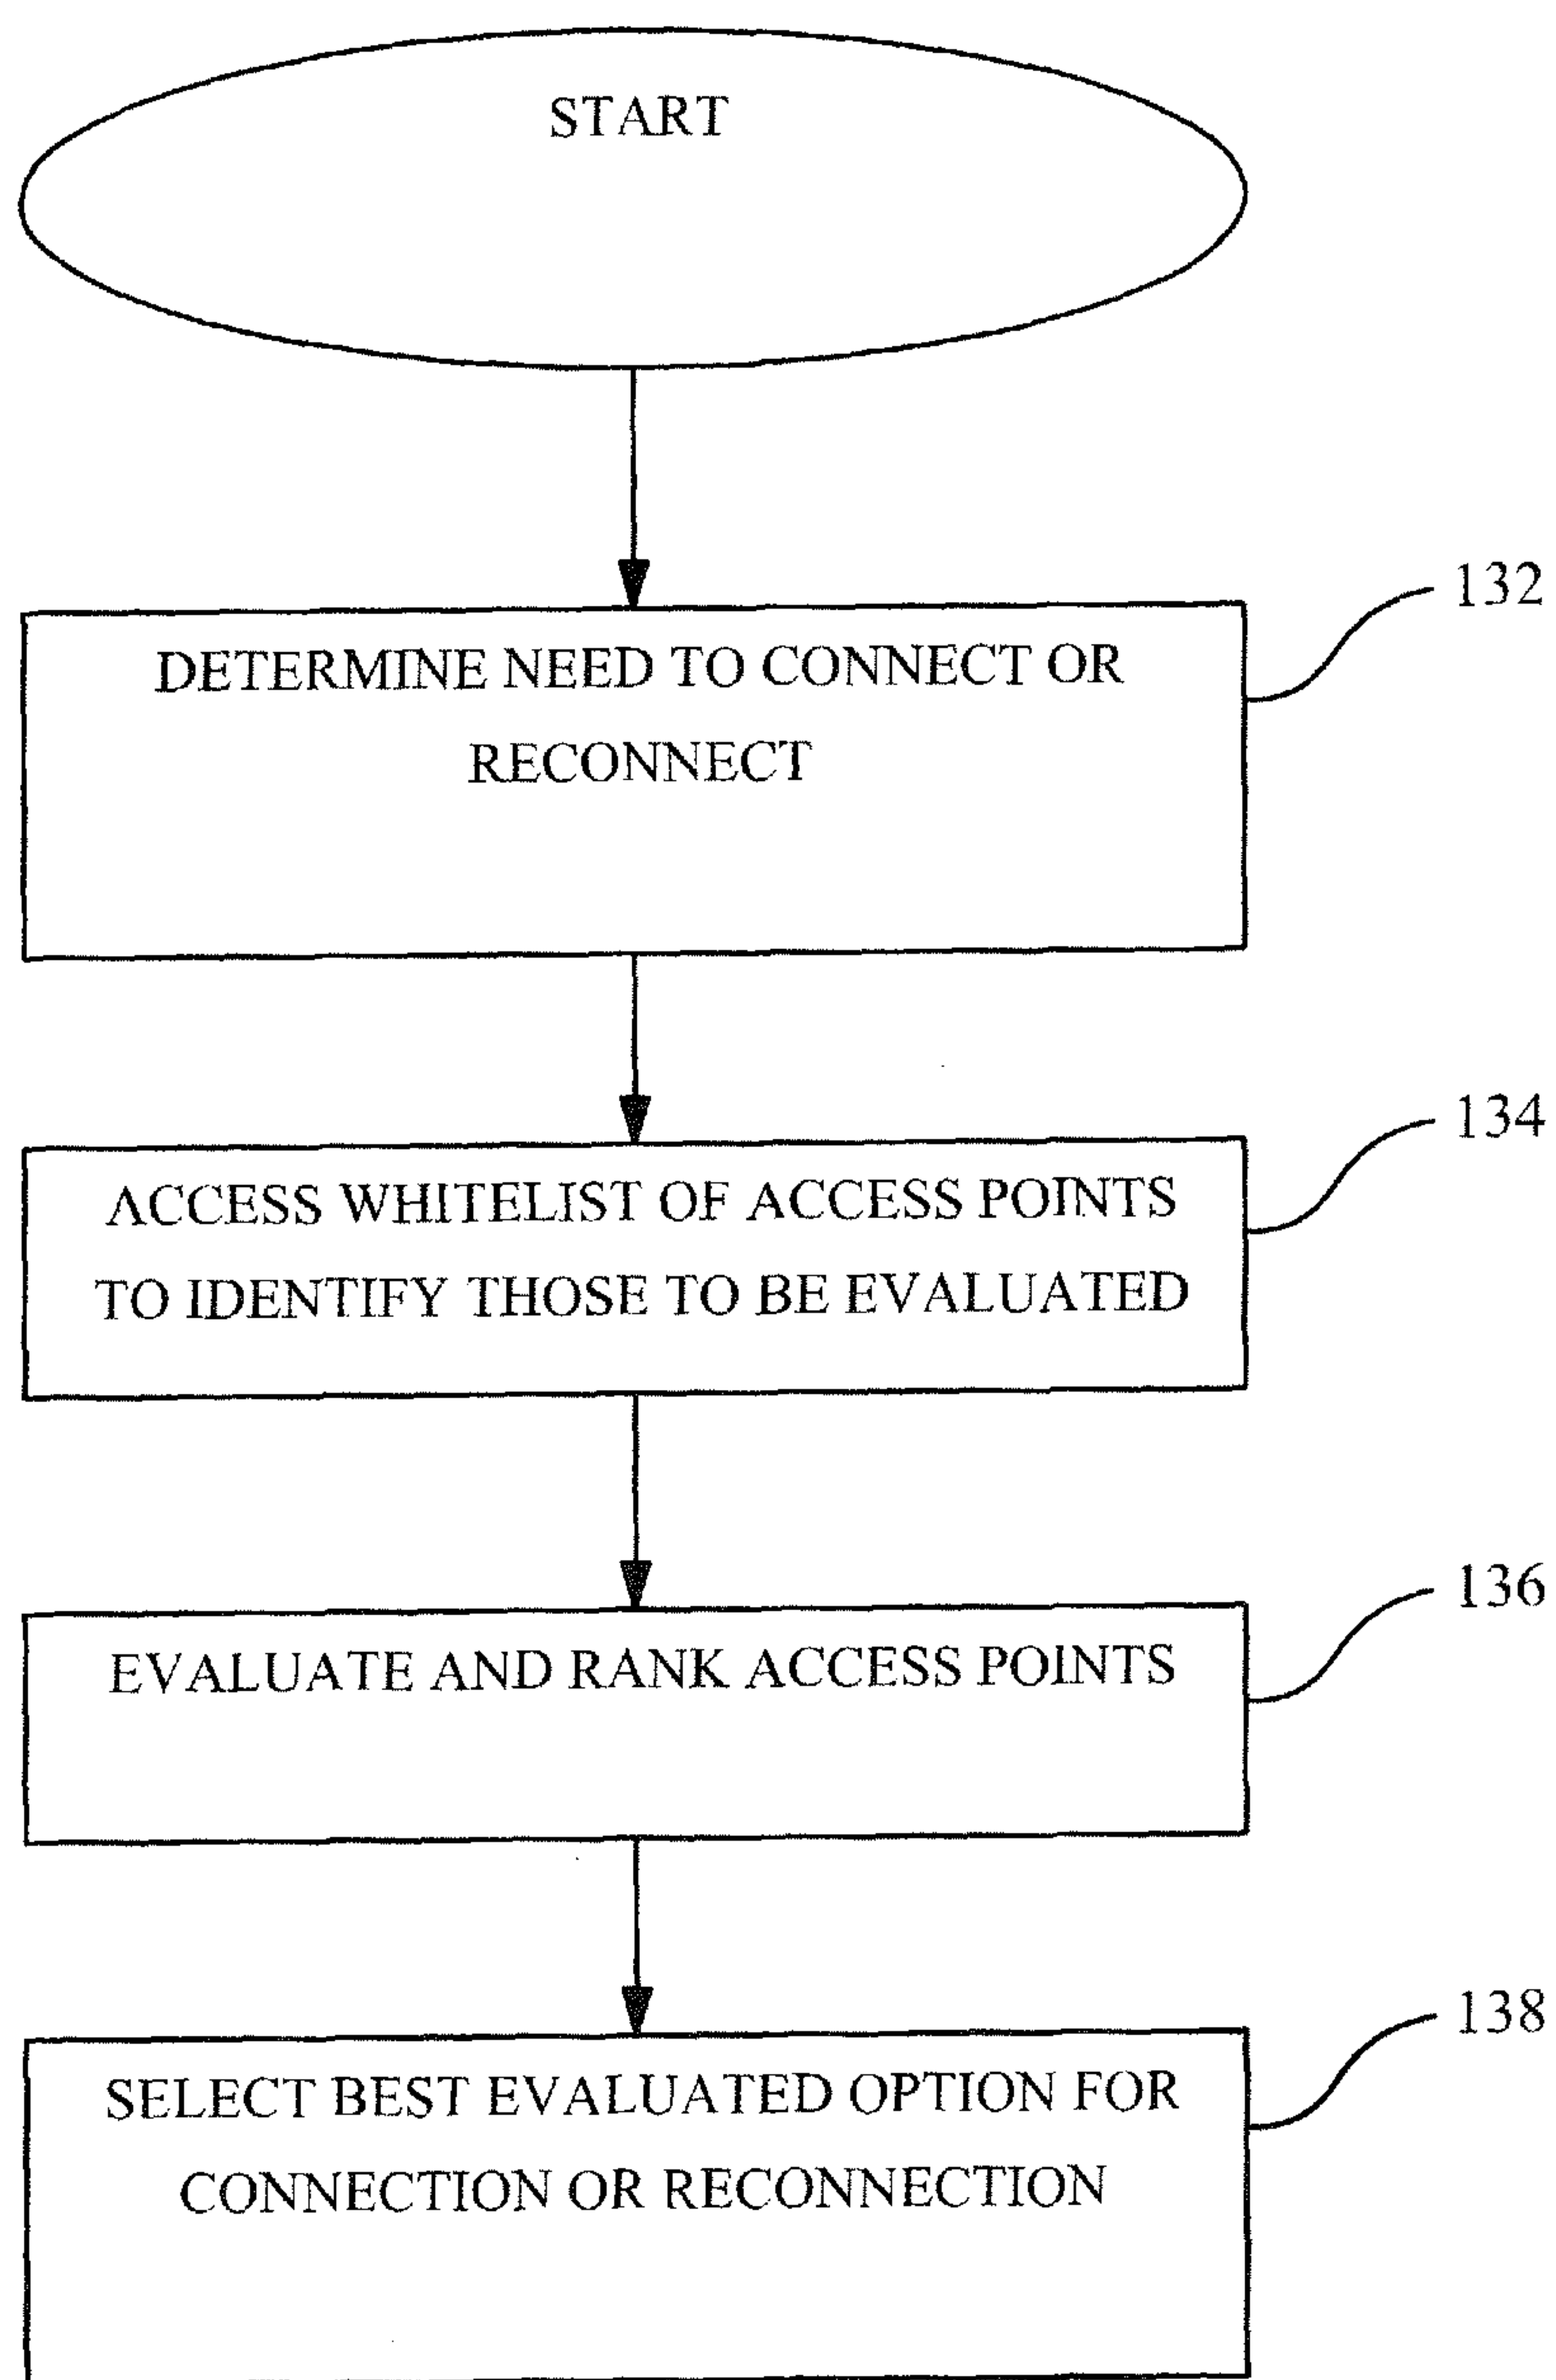 START
132
DETERMINE NEED TO CONNECT OR
RECONNECT
134
ACCESS WHITELIST OF ACCESS POINTS
TO IDENTIFY THOSE TO BE EVALUATED
136
EVALUATE AND RANK ACCESS POINTS
138
SELECT BEST EVALUATED OPTION FOR
CONNECTION OR RECONNECTION